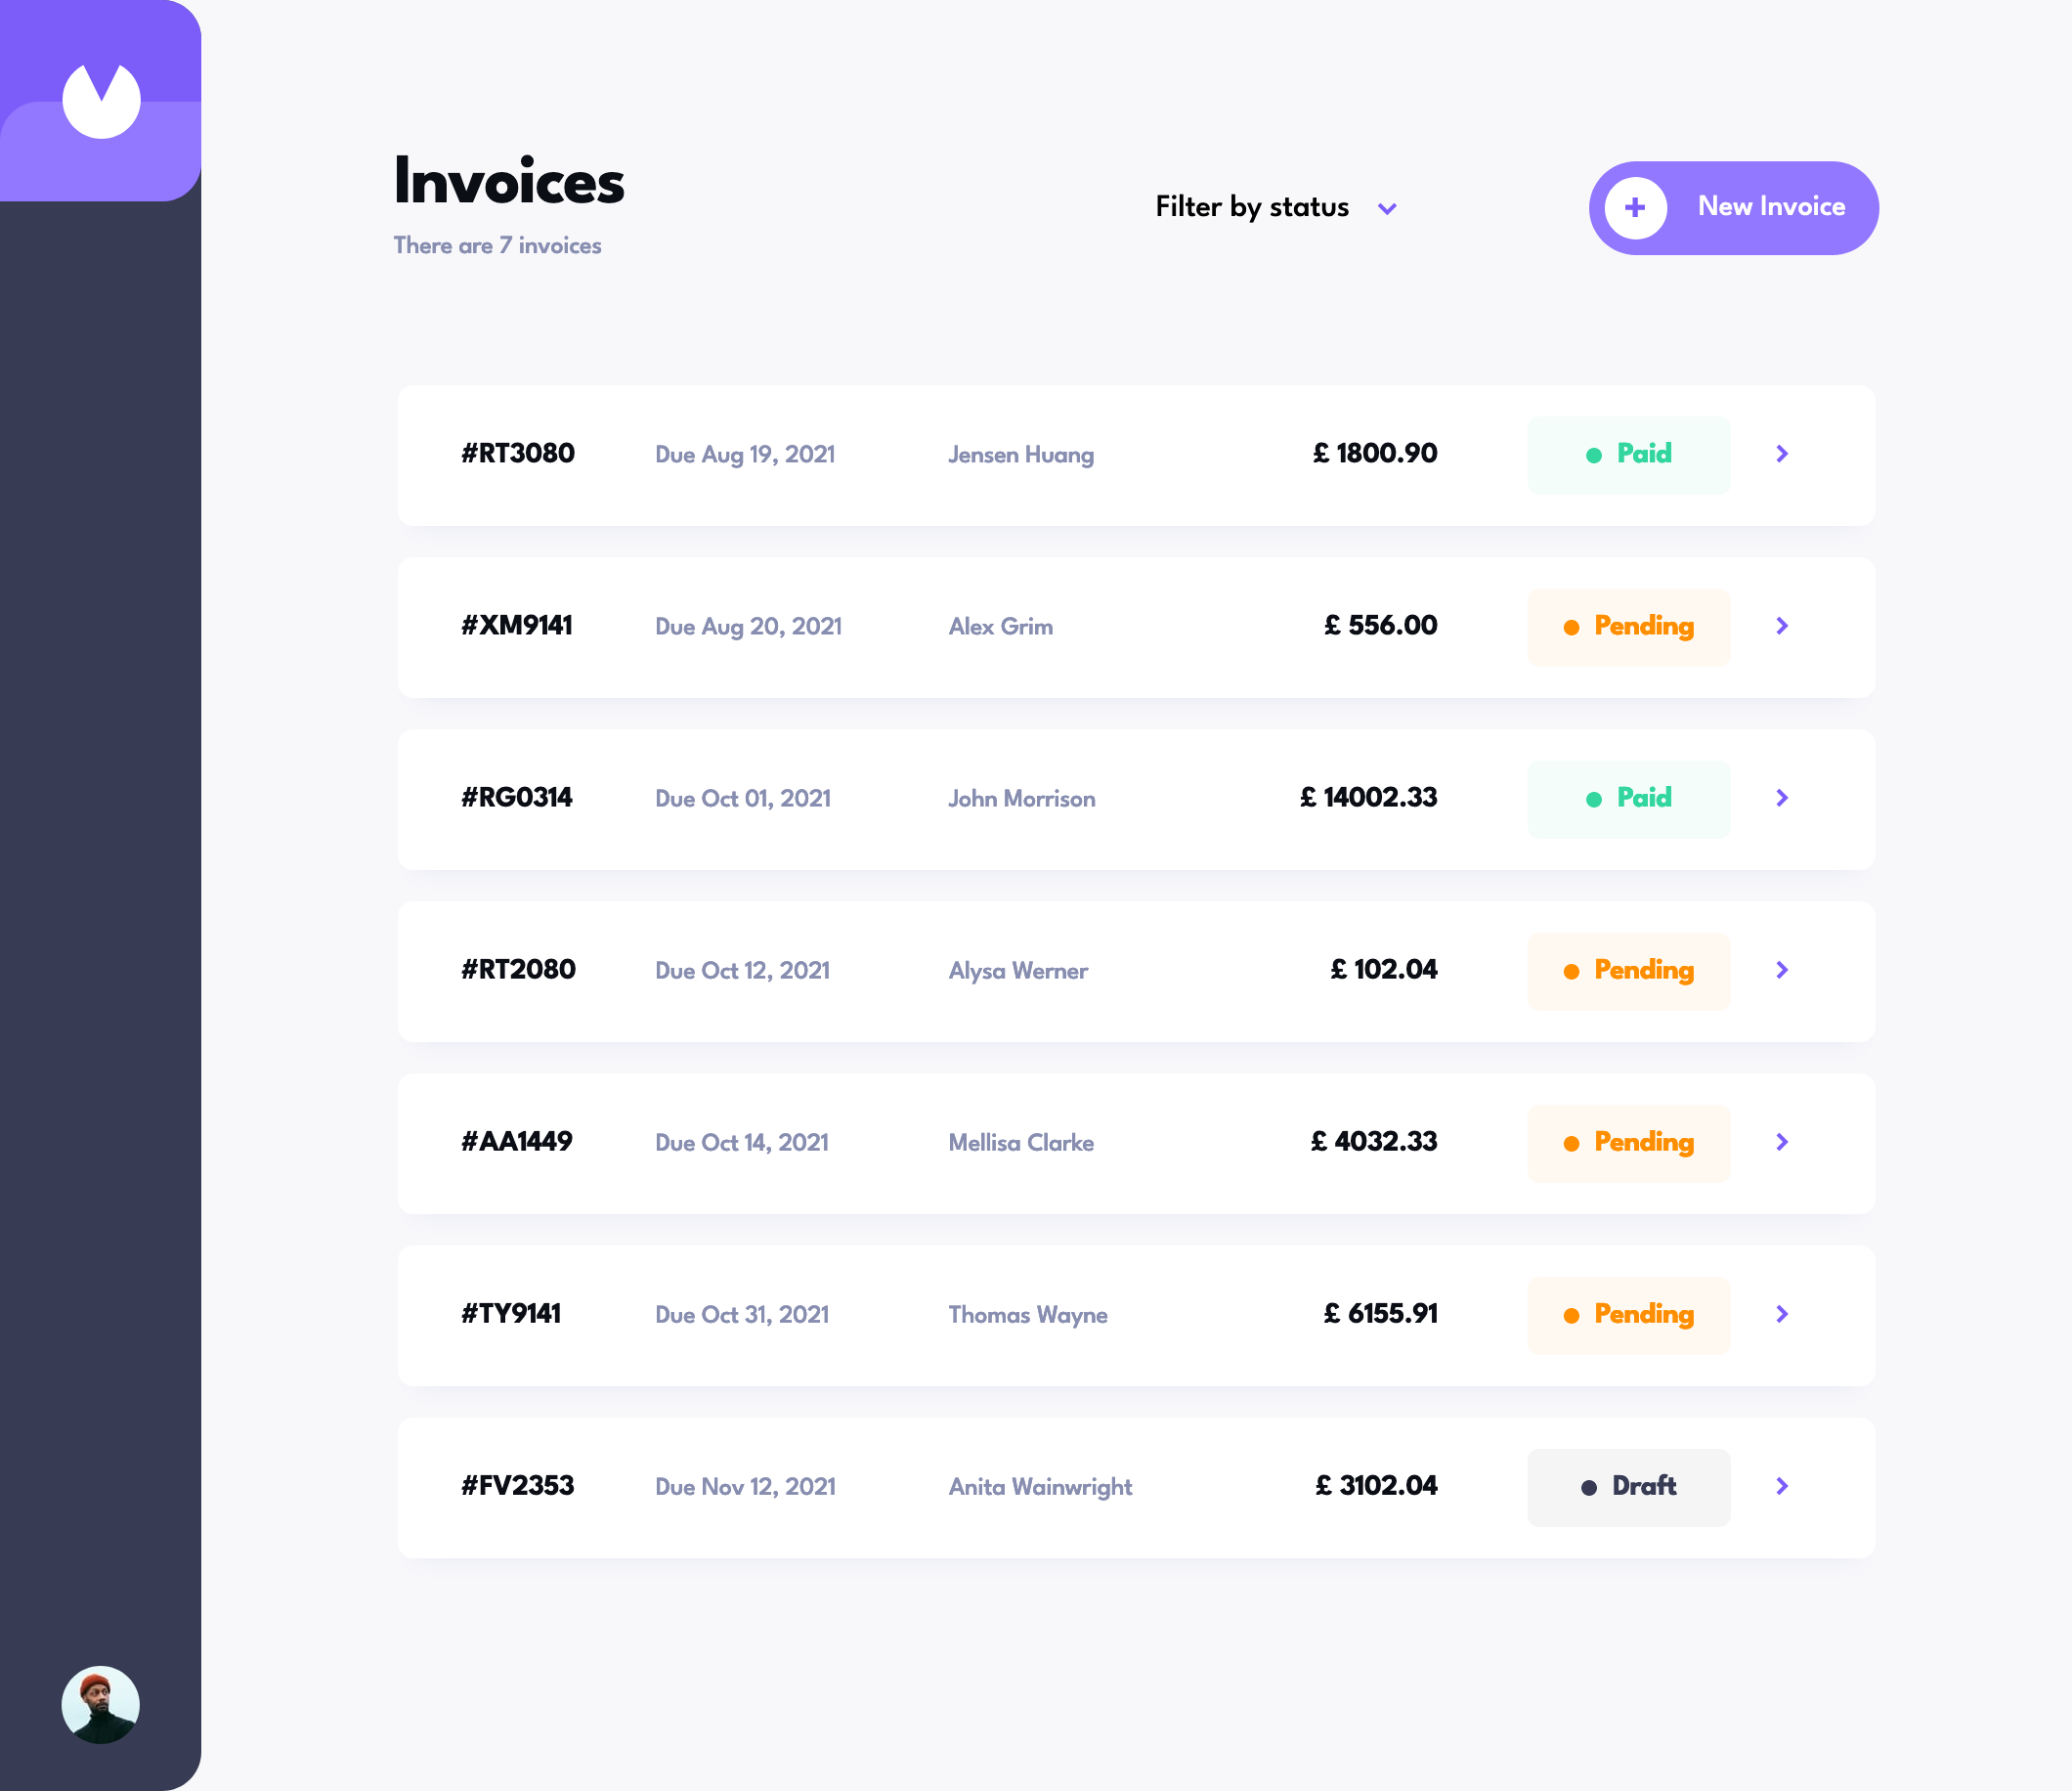 Invoices
There are 7 invoices
Filter by status
New Invoice
#RT3080 Due Aug 19, 2021 Jensen Huang £ 1800.90 Paid
#XM9141 Due Aug 20, 2021 Alex Grim £ 556.00 Pending
#RG0314 Due Oct 01, 2021 John Morrison £ 14002.33 Paid
#RT2080 Due Oct 12, 2021 Alysa Werner £ 102.04 Pending
#AA1449 Due Oct 14, 2021 Mellisa Clarke £ 4032.33 Pending
#TY9141 Due Oct 31, 2021 Thomas Wayne £ 6155.91 Pending
#FV2353 Due Nov 12, 2021 Anita Wainwright £ 3102.04 Draft